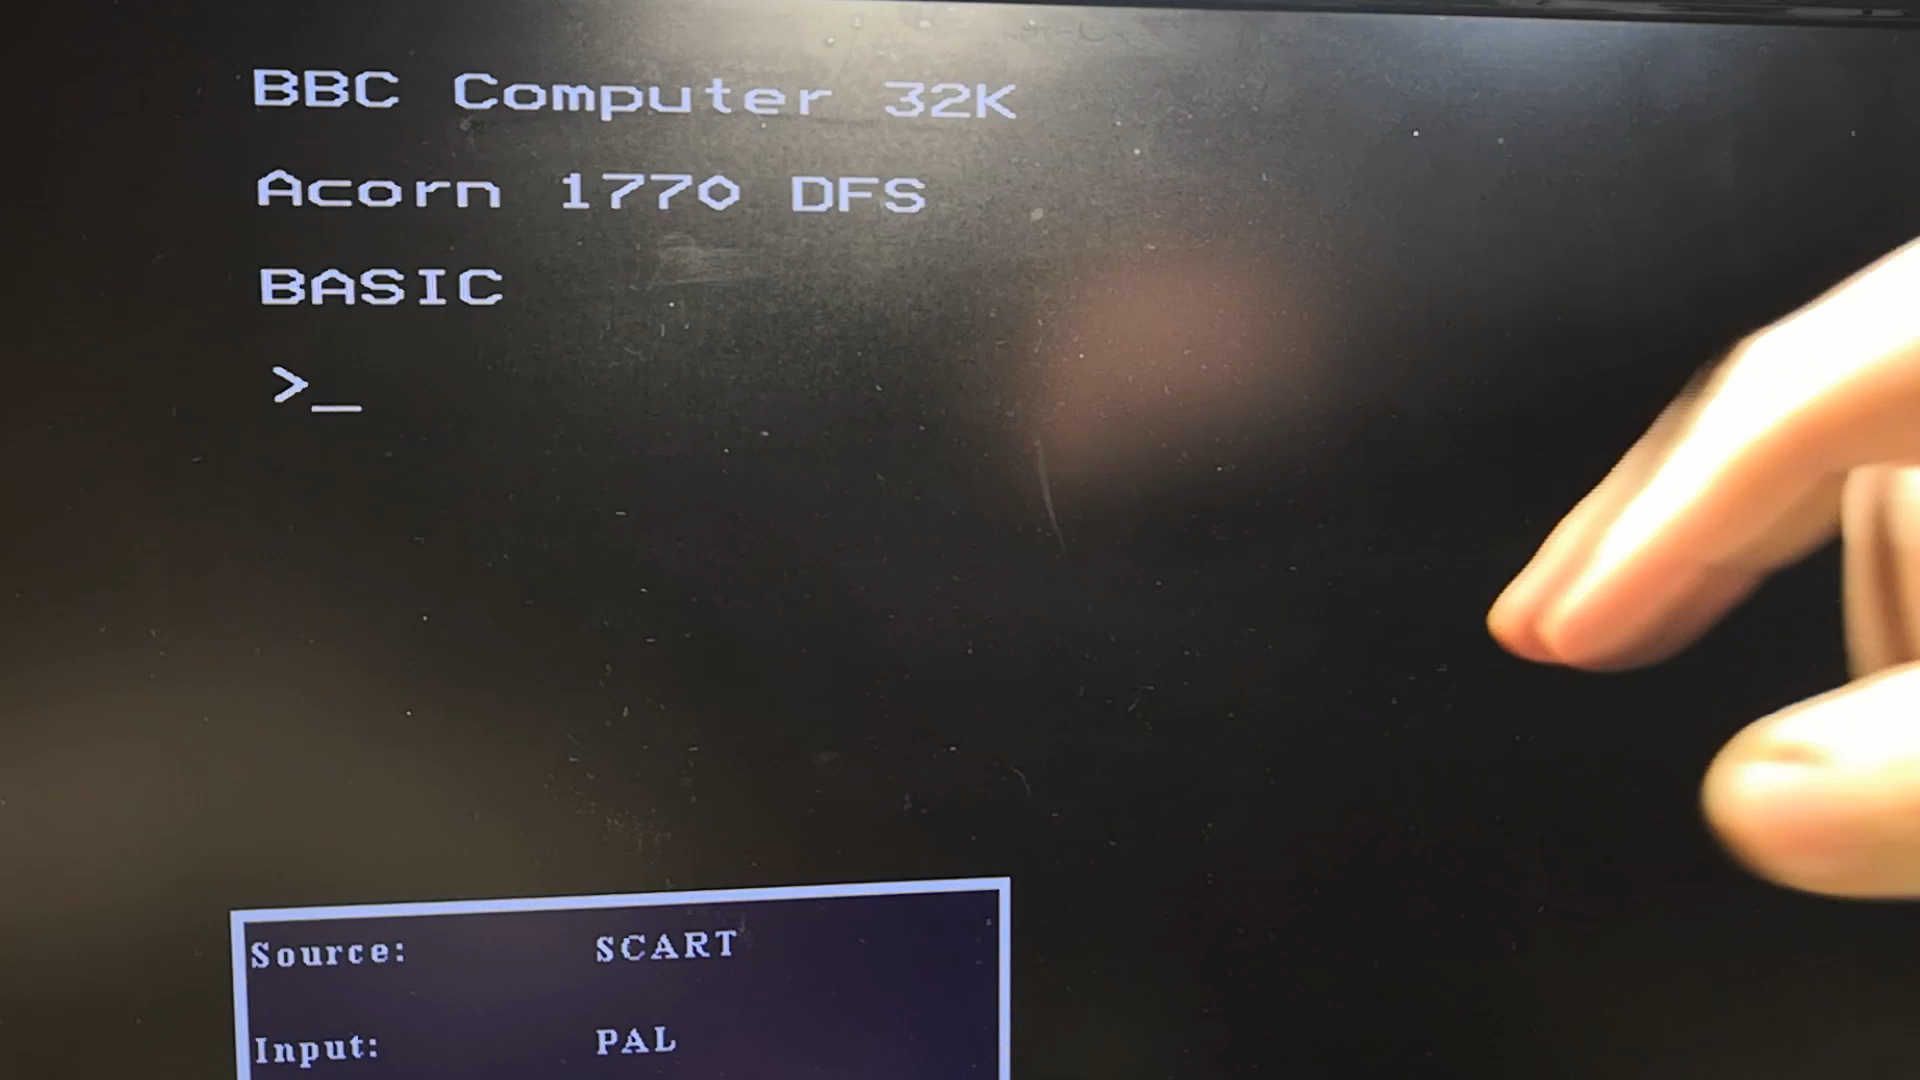 BBC Computer 32K
Acorn 1770 DFS
BASIC
>_
Source: SCART
Input: PAL